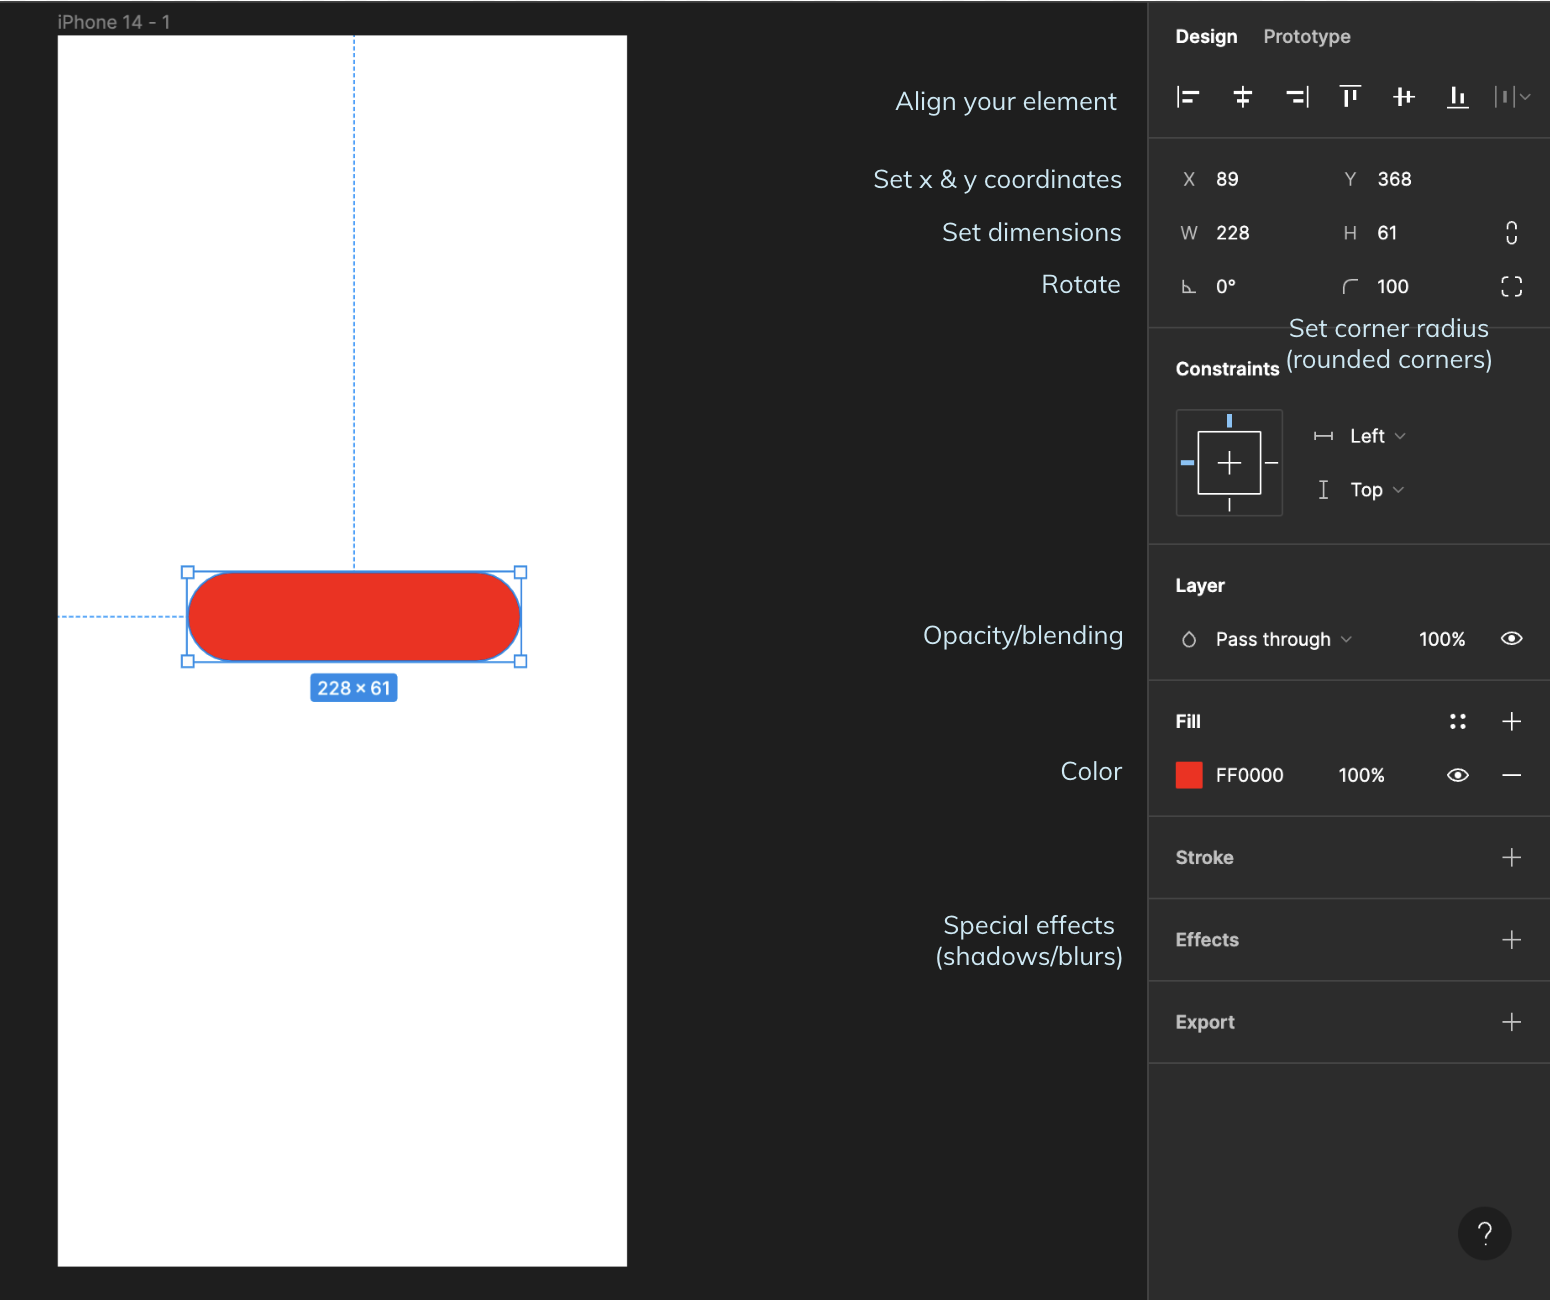 iPhone 14 - 1
Design Prototype
Align your element
Set x & y coordinates
X 89 Y 368
Set dimensions
W 228 H 61
Rotate
0° 100
Set corner radius
(rounded corners)
Constraints
Left
Top
228 × 61
Layer
Opacity/blending
Pass through 100%
Fill
Color
FF0000 100%
Stroke
Special effects
(shadows/blurs)
Effects
Export
?